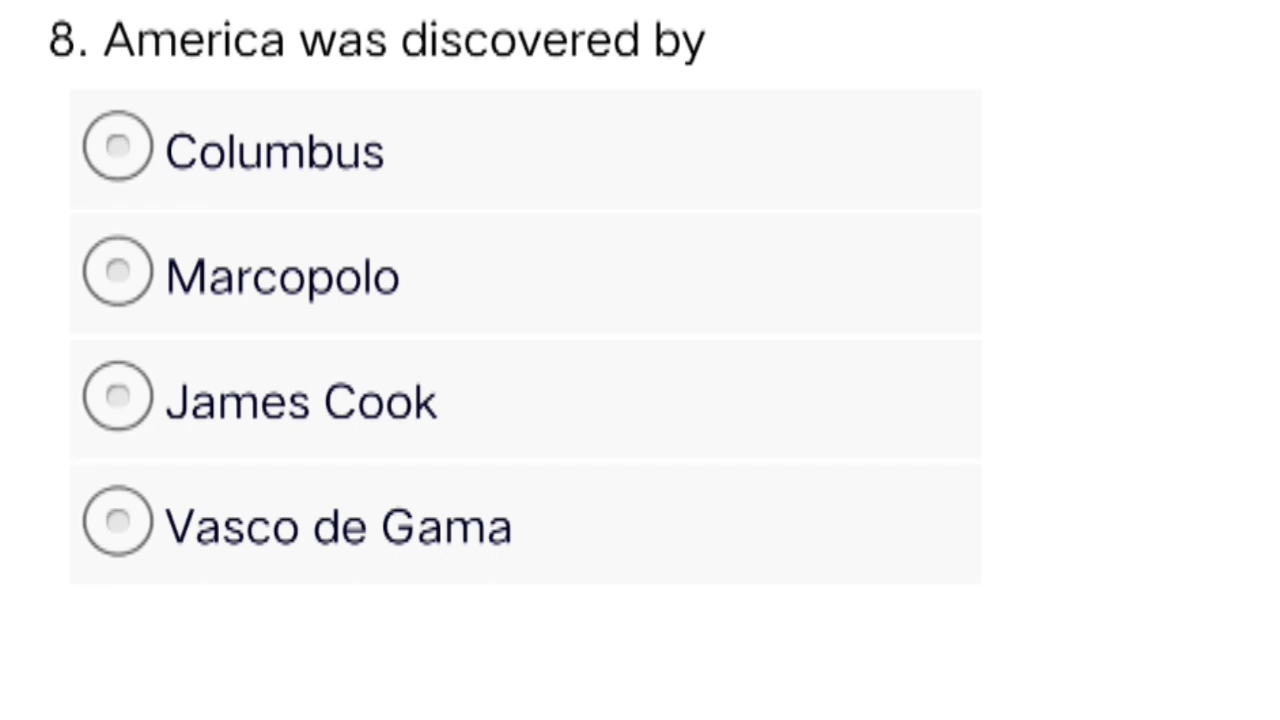 8. America was discovered by
Columbus
Marcopolo
James Cook
Vasco de Gama